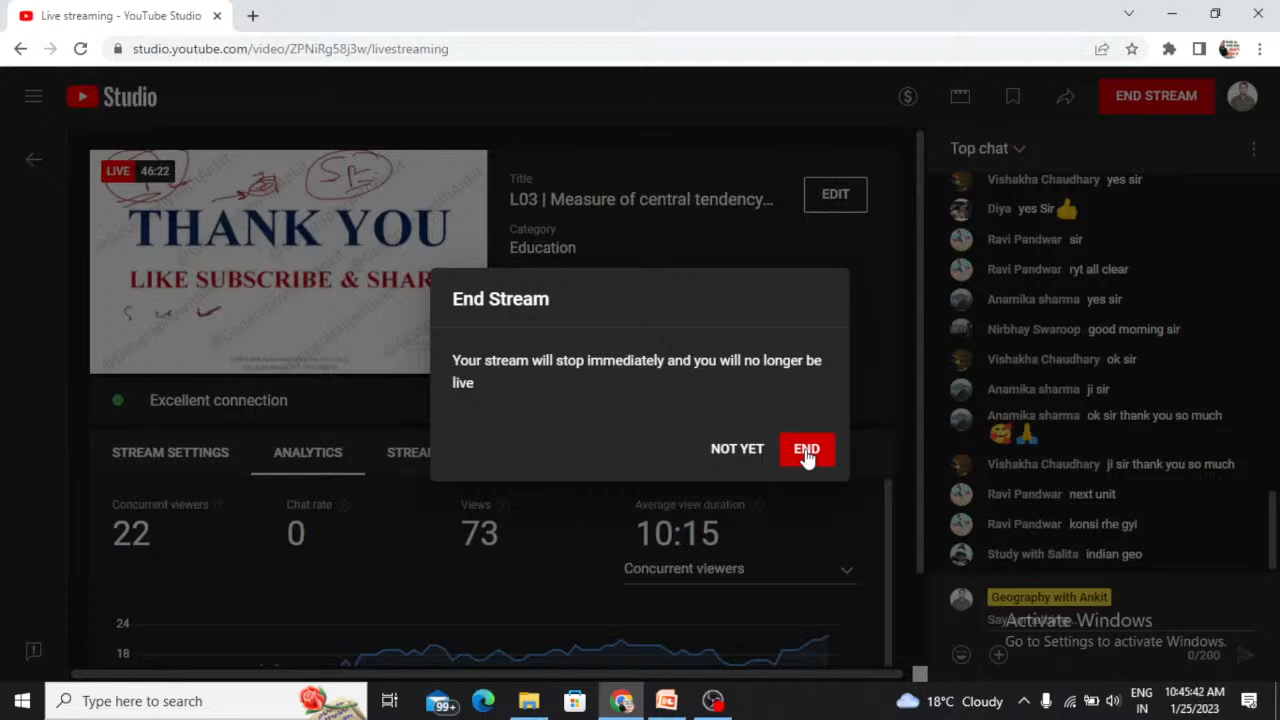 Live streaming - YouTube Studio
studio.youtube.com/video/ZPNiRg58j3w/livestreaming
Studio
END STREAM
LIVE 46:22
THANK YOU
LIKE SUBSCRIBE & SHAR
Title
L03 | Measure of central tendency...
EDIT
Category
Education
Excellent connection
End Stream
Your stream will stop immediately and you will no longer be
live
NOT YET
END
STREAM SETTINGS
ANALYTICS
STREA
Concurrent viewers
22
Chat rate
0
Views
73
Average view duration
10:15
Concurrent viewers
24
18
Top chat
Vishakha Chaudhary yes sir
Diya yes Sir👍
Ravi Pandwar sir
Ravi Pandwar ryt all clear
Anamika sharma yes sir
Nirbhay Swaroop good morning sir
Vishakha Chaudhary ok sir
Anamika sharma ji sir
Anamika sharma ok sir thank you so much
🥰🙏
Vishakha Chaudhary ji sir thank you so much
Ravi Pandwar next unit
Ravi Pandwar konsi rhe gyi
Study with Salita indian geo
Geography with Ankit
Say something...
Activate Windows
Go to Settings to activate Windows.
0/200
Type here to search
99+
18°C Cloudy
ENG
IN
10:45:42 AM
1/25/2023